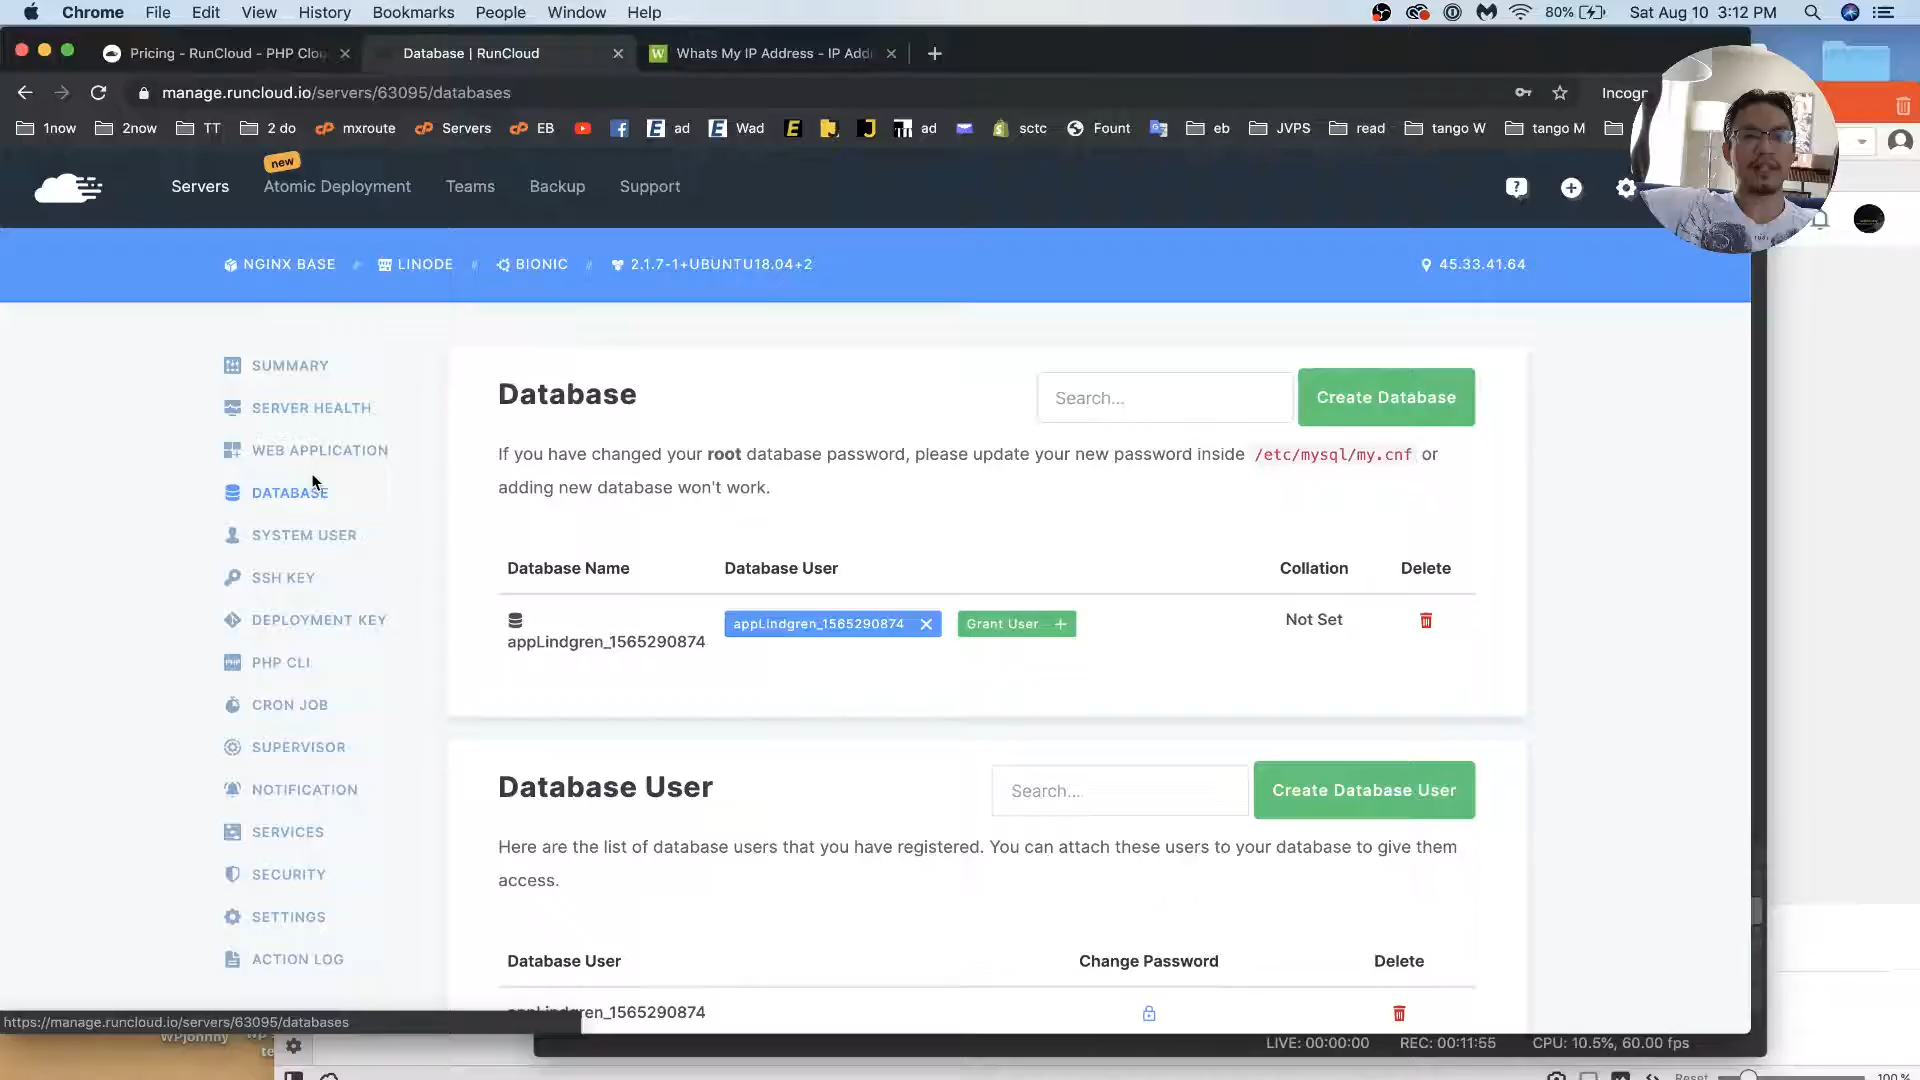 Chrome File Edit View History Bookmarks People Window Help
80% Sat Aug 10 3:12 PM
Pricing - RunCloud - PHP Clou
Database | RunCloud
Whats My IP Address - IP Add
manage.runcloud.io/servers/63095/databases
Incogn
1now 2now TT 2 do mxroute Servers EB ad Wad ad sctc Fount eb JVPS read tango W tango M
new
Servers Atomic Deployment Teams Backup Support
NGINX BASE // LINODE // BIONIC // 2.1.7-1+UBUNTU18.04+2
45.33.41.64
SUMMARY
SERVER HEALTH
WEB APPLICATION
DATABASE
SYSTEM USER
SSH KEY
DEPLOYMENT KEY
PHP CLI
CRON JOB
SUPERVISOR
NOTIFICATION
SERVICES
SECURITY
SETTINGS
ACTION LOG
Database
Search...
Create Database
If you have changed your root database password, please update your new password inside /etc/mysql/my.cnf or
adding new database won't work.
Database Name Database User Collation Delete
appLindgren_1565290874
appLindgren_1565290874
Grant User
Not Set
Database User
Search...
Create Database User
Here are the list of database users that you have registered. You can attach these users to your database to give them
access.
Database User Change Password Delete
appLindgren_1565290874
https://manage.runcloud.io/servers/63095/databases
WPjohnny
te
LIVE: 00:00:00 REC: 00:11:55 CPU: 10.5%, 60.00 fps
Reset
100%